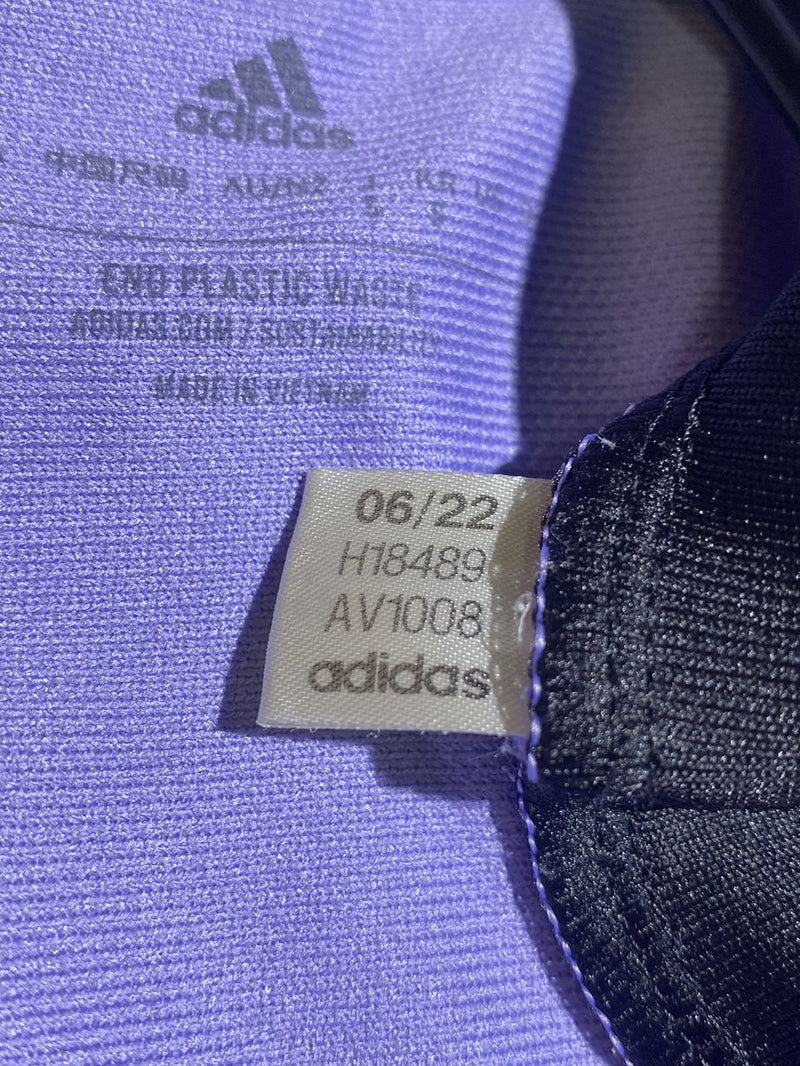 adidas
中国尺码 AU/NZ J KR
S S
END PLASTIC WASTE
ADIDAS.COM / SUSTAINABILITY
MADE IN VIETNAM
06/22
H18489
AV1008
adidas